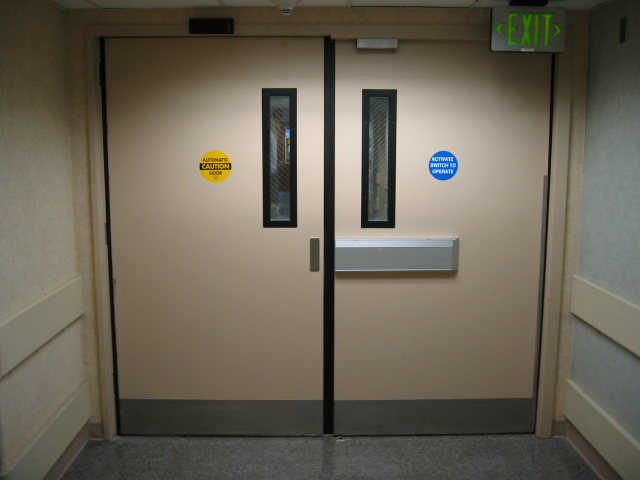 EXIT
AUTOMATIC
CAUTION
DOOR
ACTIVATE
SWITCH TO
OPERATE